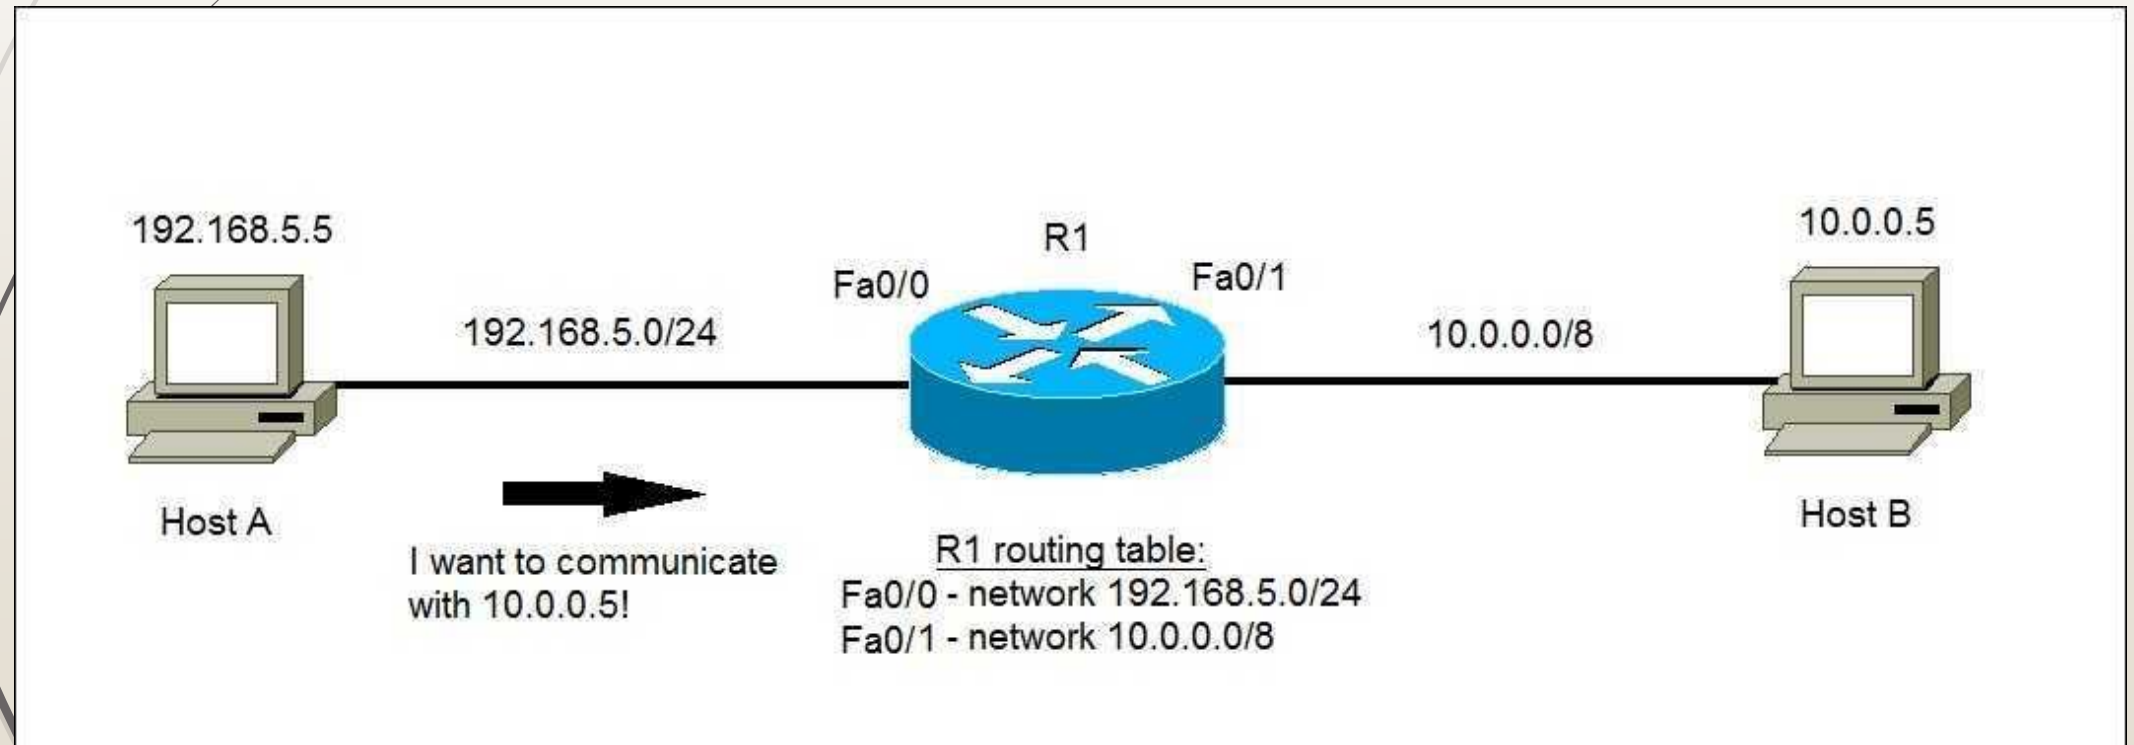 192.168.5.5
Host A
192.168.5.0/24
I want to communicate
with 10.0.0.5!
R1
Fa0/0
Fa0/1
R1 routing table:
Fa0/0 - network 192.168.5.0/24
Fa0/1 - network 10.0.0.0/8
10.0.0.0/8
10.0.0.5
Host B